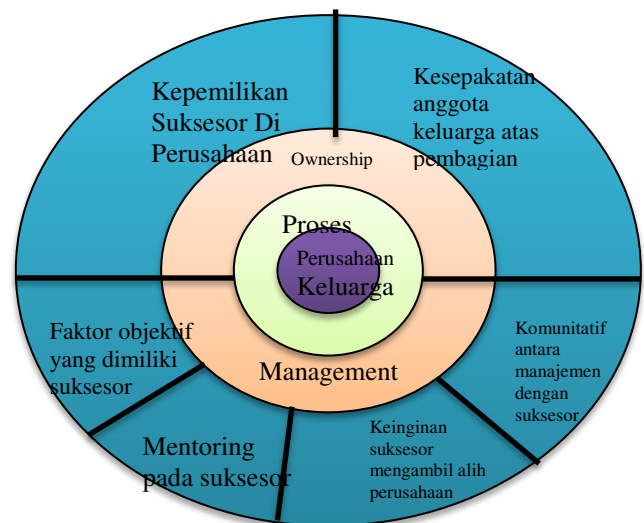 Kepemilikan
Suksesor Di
Perusahaan
Kesepakatan
anggota
keluarga atas
pembagian
Ownership
Proses
Perusahaan
Keluarga
Management
Faktor objektif
yang dimiliki
suksesor
Mentoring
pada suksesor
Keinginan
suksesor
mengambil alih
perusahaan
Komunitatif
antara
manajemen
dengan
suksesor